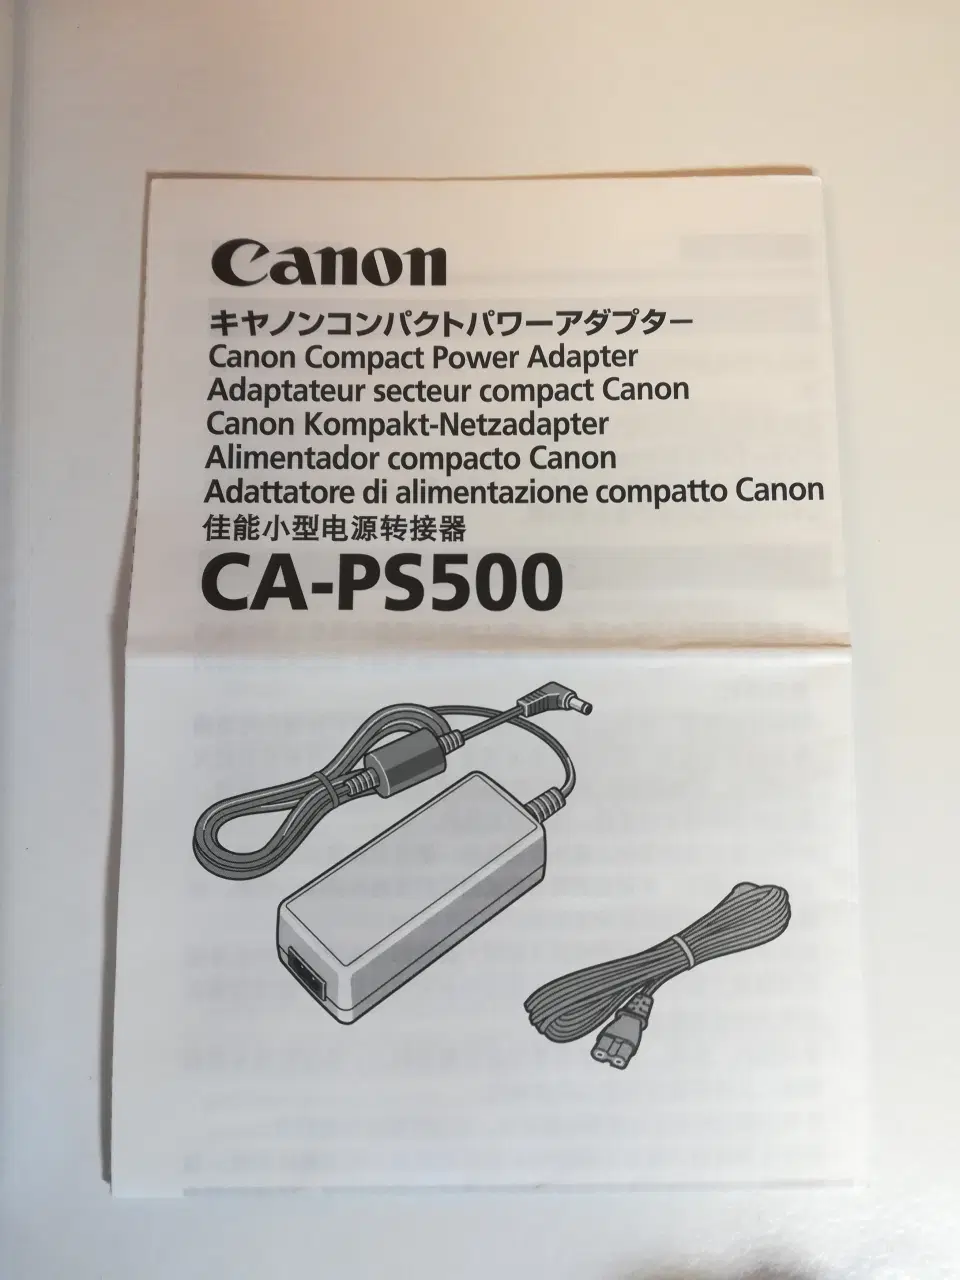 Canon
キヤノンコンパクトパワーアダプター
Canon Compact Power Adapter
Adaptateur secteur compact Canon
Canon Kompakt-Netzadapter
Alimentador compacto Canon
Adattatore di alimentazione compatto Canon
佳能小型电源转接器
CA-PS500